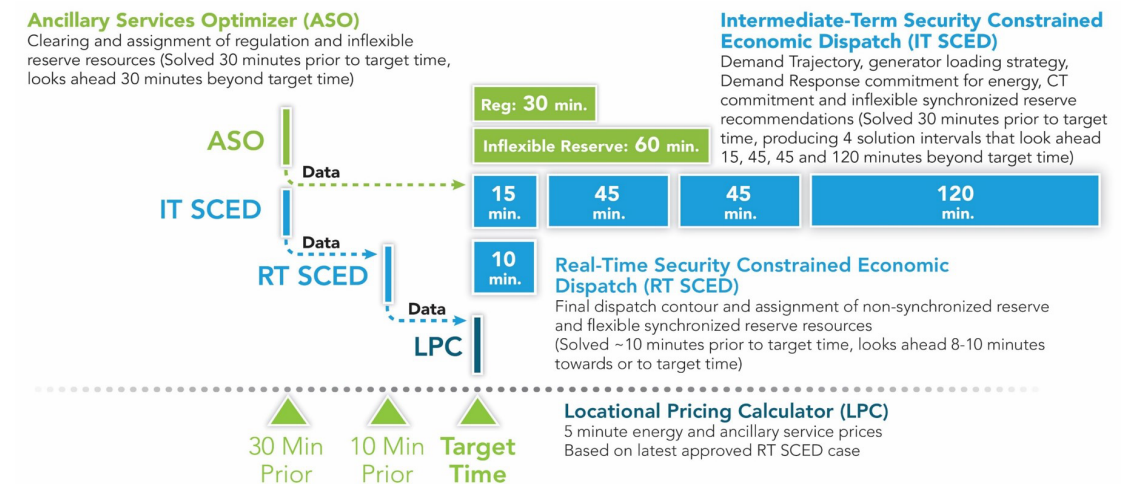 Ancillary Services Optimizer (ASO)
Clearing and assignment of regulation and inflexible
reserve resources (Solved 30 minutes prior to target time,
looks ahead 30 minutes beyond target time)
Intermediate-Term Security Constrained
Economic Dispatch (IT SCED)
Demand Trajectory, generator loading strategy,
Demand Response commitment for energy, CT
commitment and inflexible synchronized reserve
recommendations (Solved 30 minutes prior to target
time, producing 4 solution intervals that look ahead
15, 45, 45 and 120 minutes beyond target time)
Reg: 30 min.
ASO
Inflexible Reserve: 60 min.
Data
IT SCED
15
min.
45
min.
45
min.
120
min.
Data
RT SCED
10
min.
Real-Time Security Constrained Economic
Dispatch (RT SCED)
Final dispatch contour and assignment of non-synchronized reserve
and flexible synchronized reserve resources
(Solved ~10 minutes prior to target time, looks ahead 8-10 minutes
towards or to target time)
Data
LPC
30 Min
Prior
10 Min
Prior
Target
Time
Locational Pricing Calculator (LPC)
5 minute energy and ancillary service prices
Based on latest approved RT SCED case